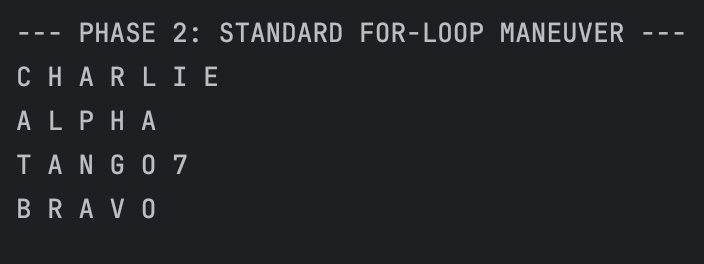 --- PHASE 2: STANDARD FOR-LOOP MANEUVER ---
C H A R L I E
A L P H A
T A N G O 7
B R A V O